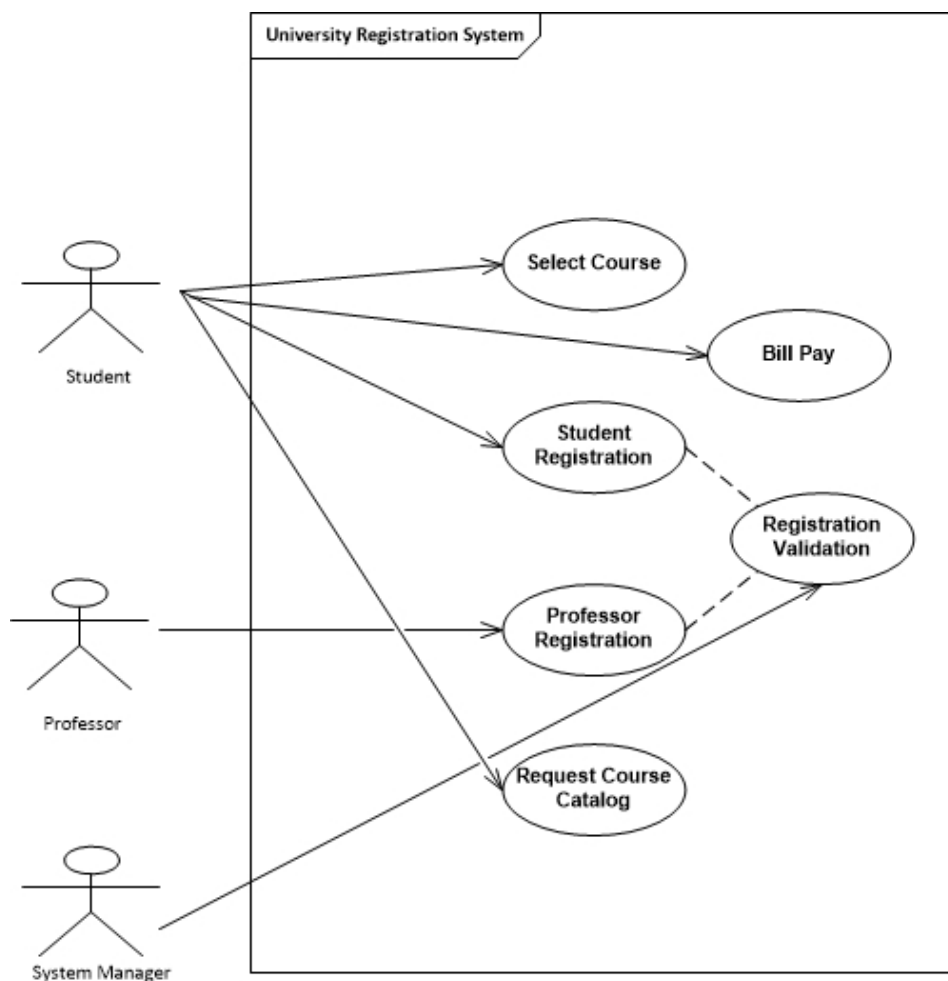 University Registration System
Select Course
Student
Bill Pay
Student
Registration
Registration
Validation
Professor
Registration
Professor
Request Course
Catalog
System Manager